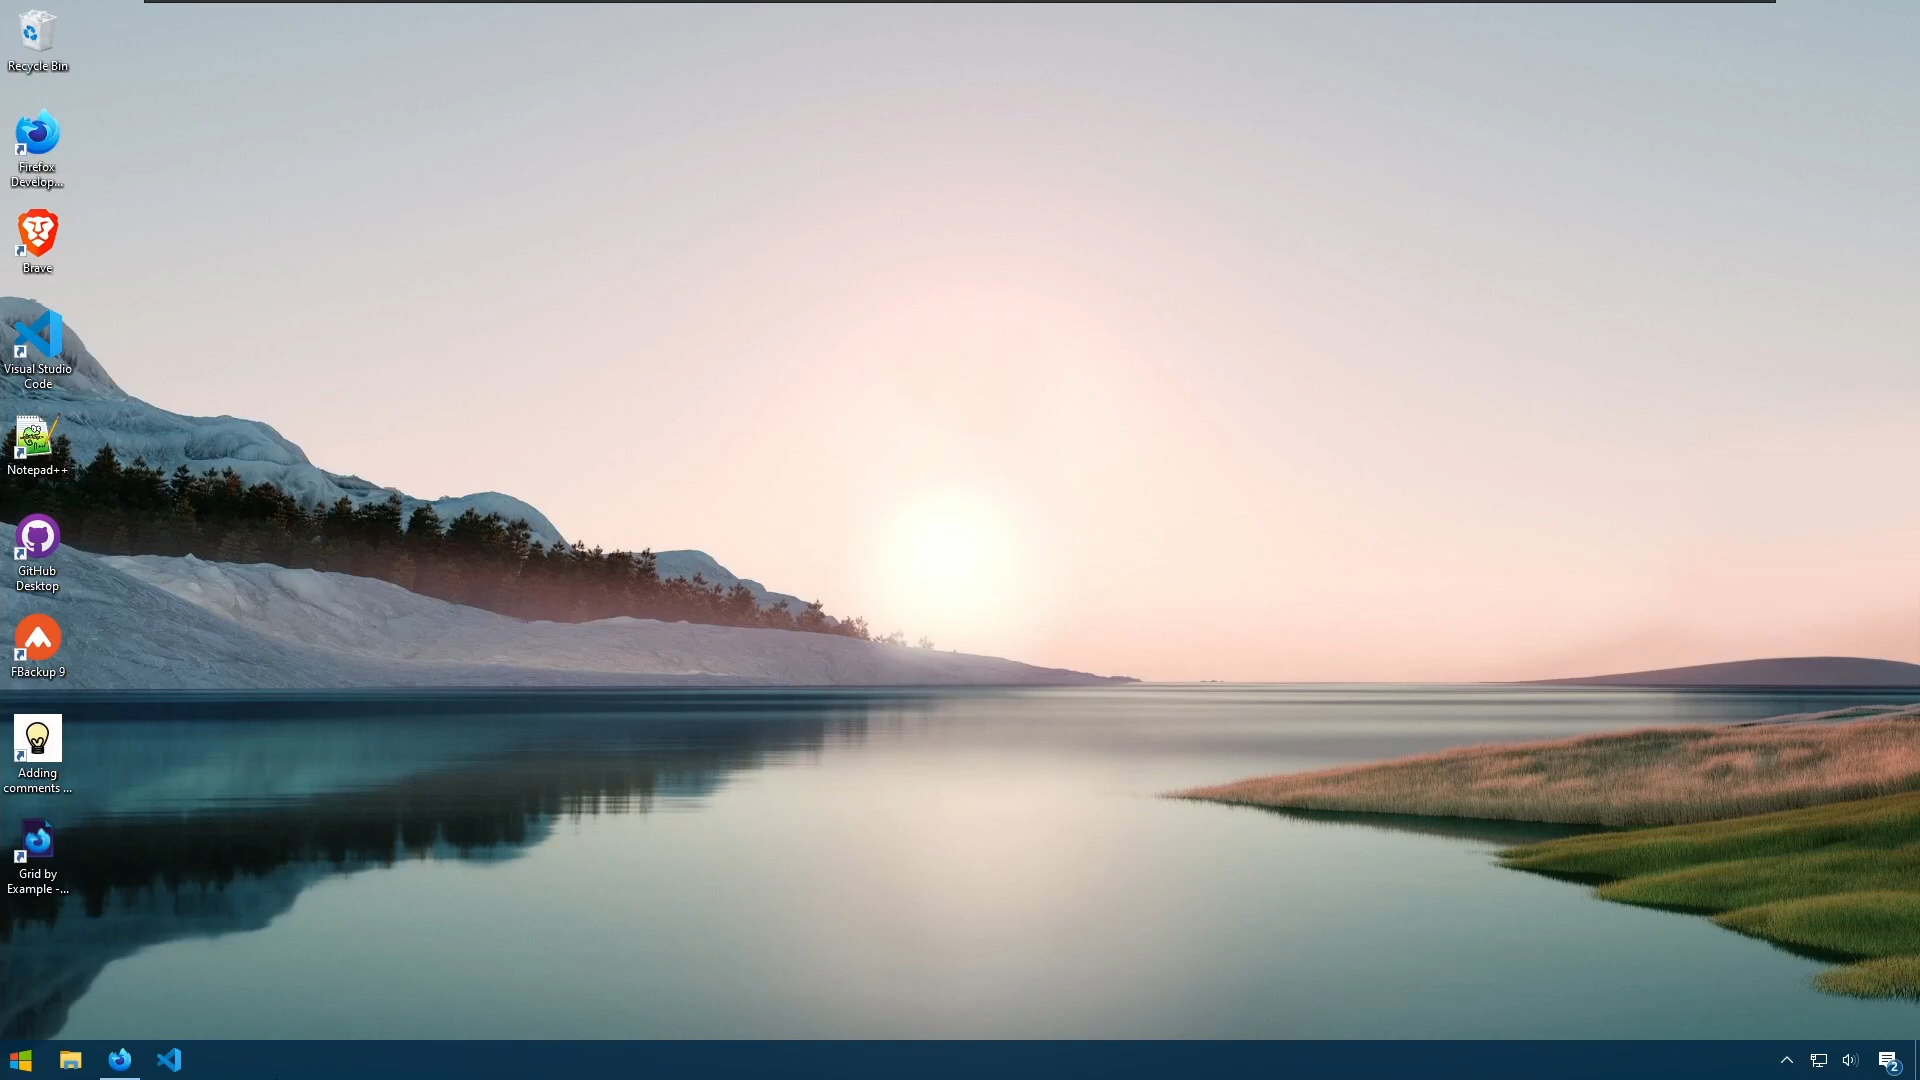 Recycle Bin
Firefox
Develop...
Brave
Visual Studio
Code
Notepad++
GitHub
Desktop
FBackup 9
Adding
comments ...
Grid by
Example -...
2